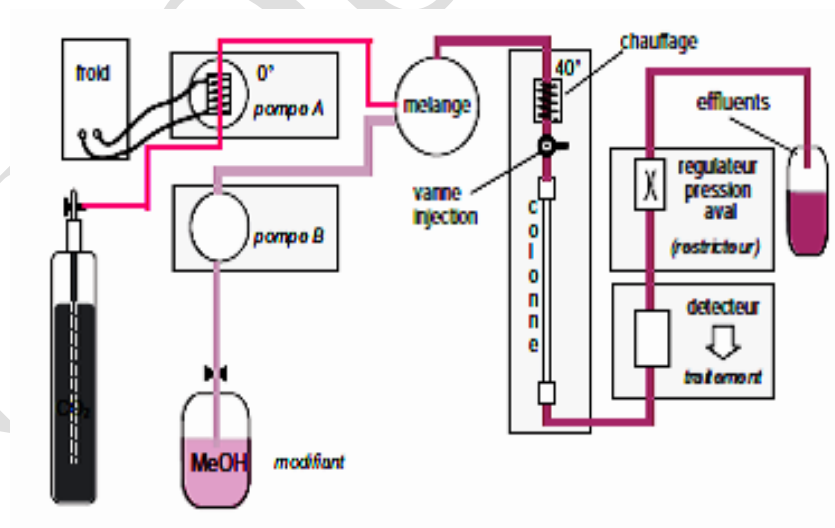 froid
0°
pompe A
melange
40°
chauffage
vanne
injection
colonne
effluents
regulateur
pression
aval
(restricteur)
detecteur
traitement
pompe B
CO₂
MeOH
modifiant